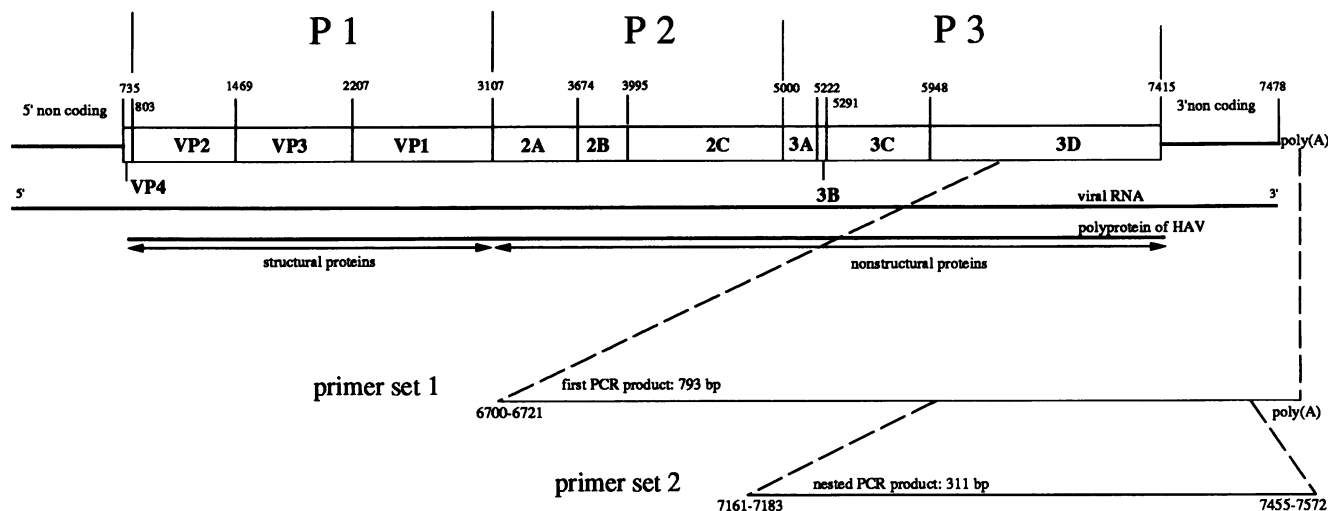 P 1 P 2 P 3
735 1469 2207 3107 3674 3995 5000 5222 5948 7415 7478
803 5291
5' non coding 3'non coding
VP2 VP3 VP1 2A 2B 2C 3A 3C 3D poly(A)
VP4 3B
5' viral RNA 3'
polyprotein of HAV
structural proteins nonstructural proteins
primer set 1 first PCR product: 793 bp
6700-6721 poly(A)
primer set 2 nested PCR product: 311 bp
7161-7183 7455-7572